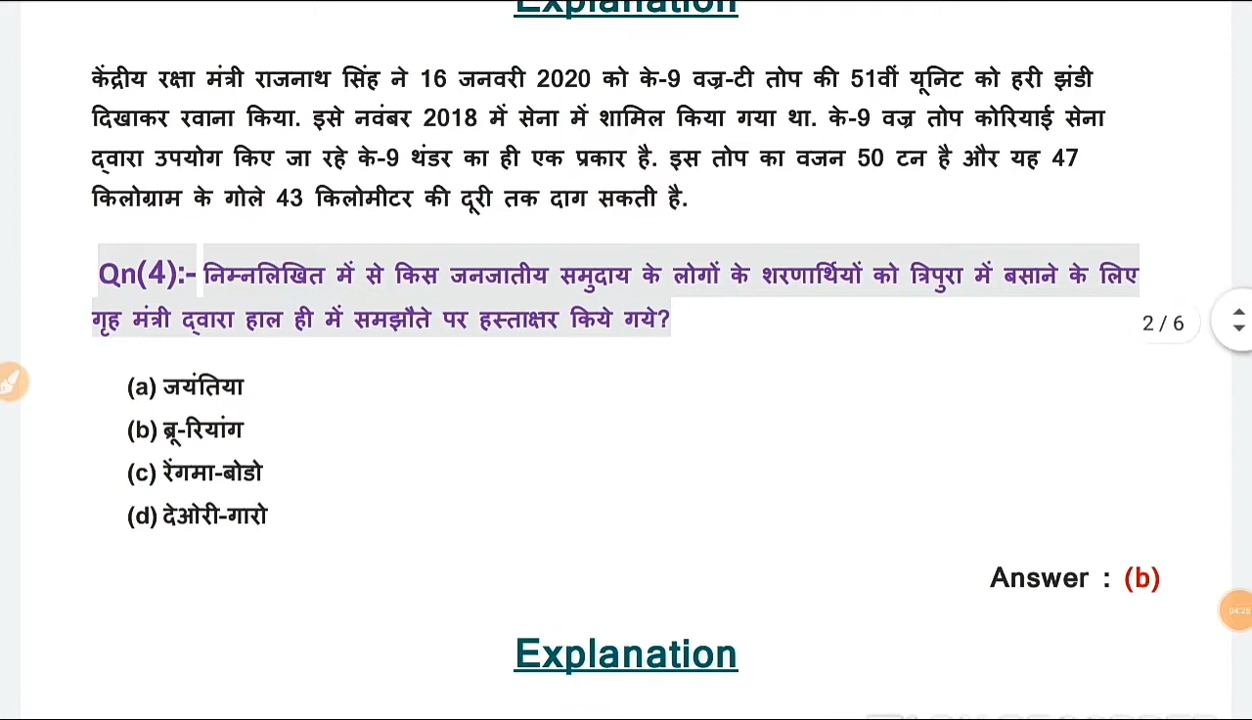 Explanation
केंद्रीय रक्षा मंत्री राजनाथ सिंह ने 16 जनवरी 2020 को के-9 वज्र-टी तोप की 51वीं यूनिट को हरी झंडी
दिखाकर रवाना किया. इसे नवंबर 2018 में सेना में शामिल किया गया था. के-9 वज्र तोप कोरियाई सेना
द्वारा उपयोग किए जा रहे के-9 थंडर का ही एक प्रकार है. इस तोप का वजन 50 टन है और यह 47
किलोग्राम के गोले 43 किलोमीटर की दूरी तक दाग सकती है.
Qn(4):- निम्नलिखित में से किस जनजातीय समुदाय के लोगों के शरणार्थियों को त्रिपुरा में बसाने के लिए
गृह मंत्री द्वारा हाल ही में समझौते पर हस्ताक्षर किये गये?
2 / 6
(a) जयंतिया
(b) ब्रू-रियांग
(c) रेंगमा-बोडो
(d) देओरी-गारो
Answer : (b)
04:28
Explanation